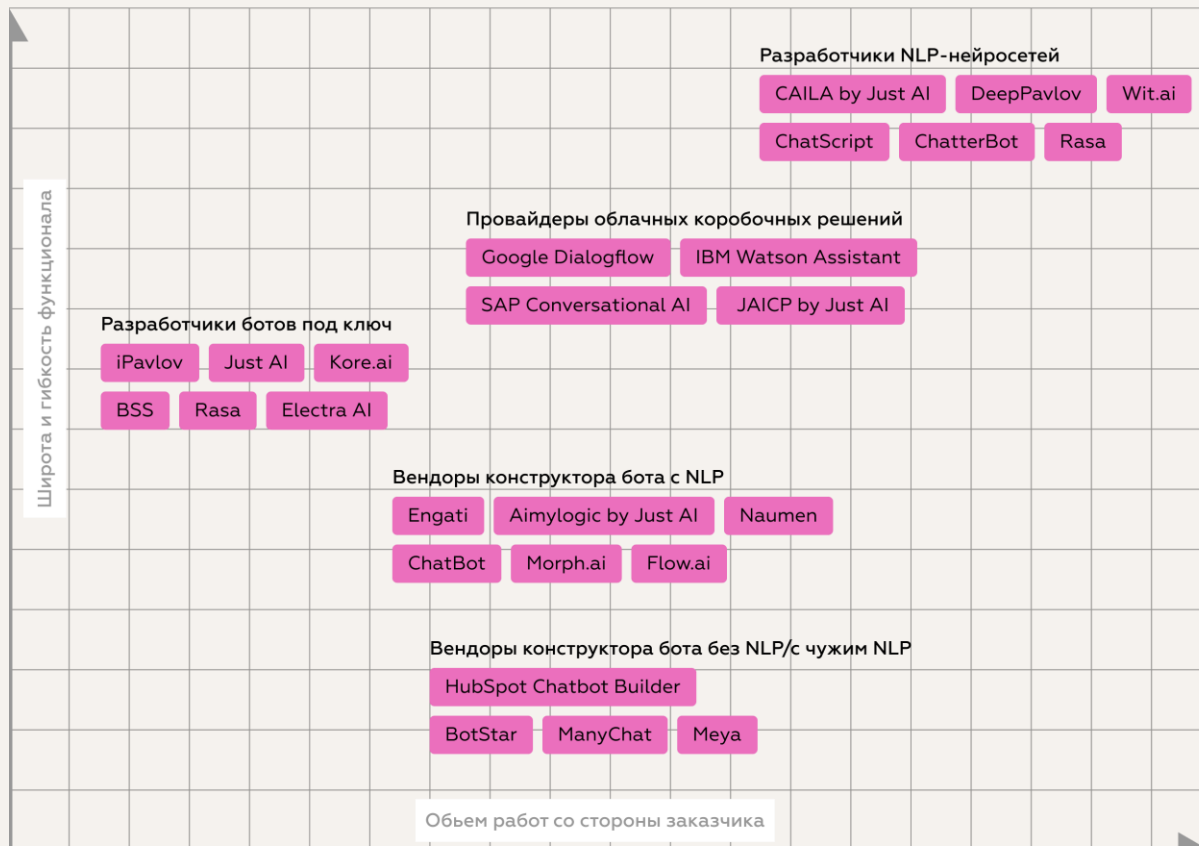 Разработчики NLP-нейросетей
CAILA by Just AI DeepPavlov Wit.ai
ChatScript ChatterBot Rasa
Широта и гибкость функционала
Провайдеры облачных коробочных решений
Google Dialogflow IBM Watson Assistant
SAP Conversational AI JAICP by Just AI
Разработчики ботов под ключ
iPavlov Just AI Kore.ai
BSS Rasa Electra AI
Вендоры конструктора бота с NLP
Engati Aimylogic by Just AI Naumen
ChatBot Morph.ai Flow.ai
Вендоры конструктора бота без NLP/с чужим NLP
HubSpot Chatbot Builder
BotStar ManyChat Meya
Обьем работ со стороны заказчика